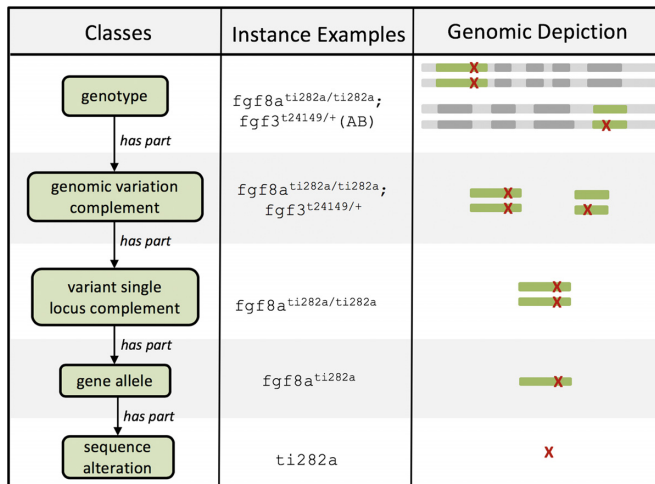 Classes
Instance Examples
Genomic Depiction
genotype
fgf8a^ti282a/ti282a;
fgf3^t24149/+(AB)
X
X
X
has part
genomic variation
complement
fgf8a^ti282a/ti282a;
fgf3^t24149/+
X
X
X
has part
variant single
locus complement
fgf8a^ti282a/ti282a
X
X
has part
gene allele
fgf8a^ti282a
X
has part
sequence
alteration
ti282a
X